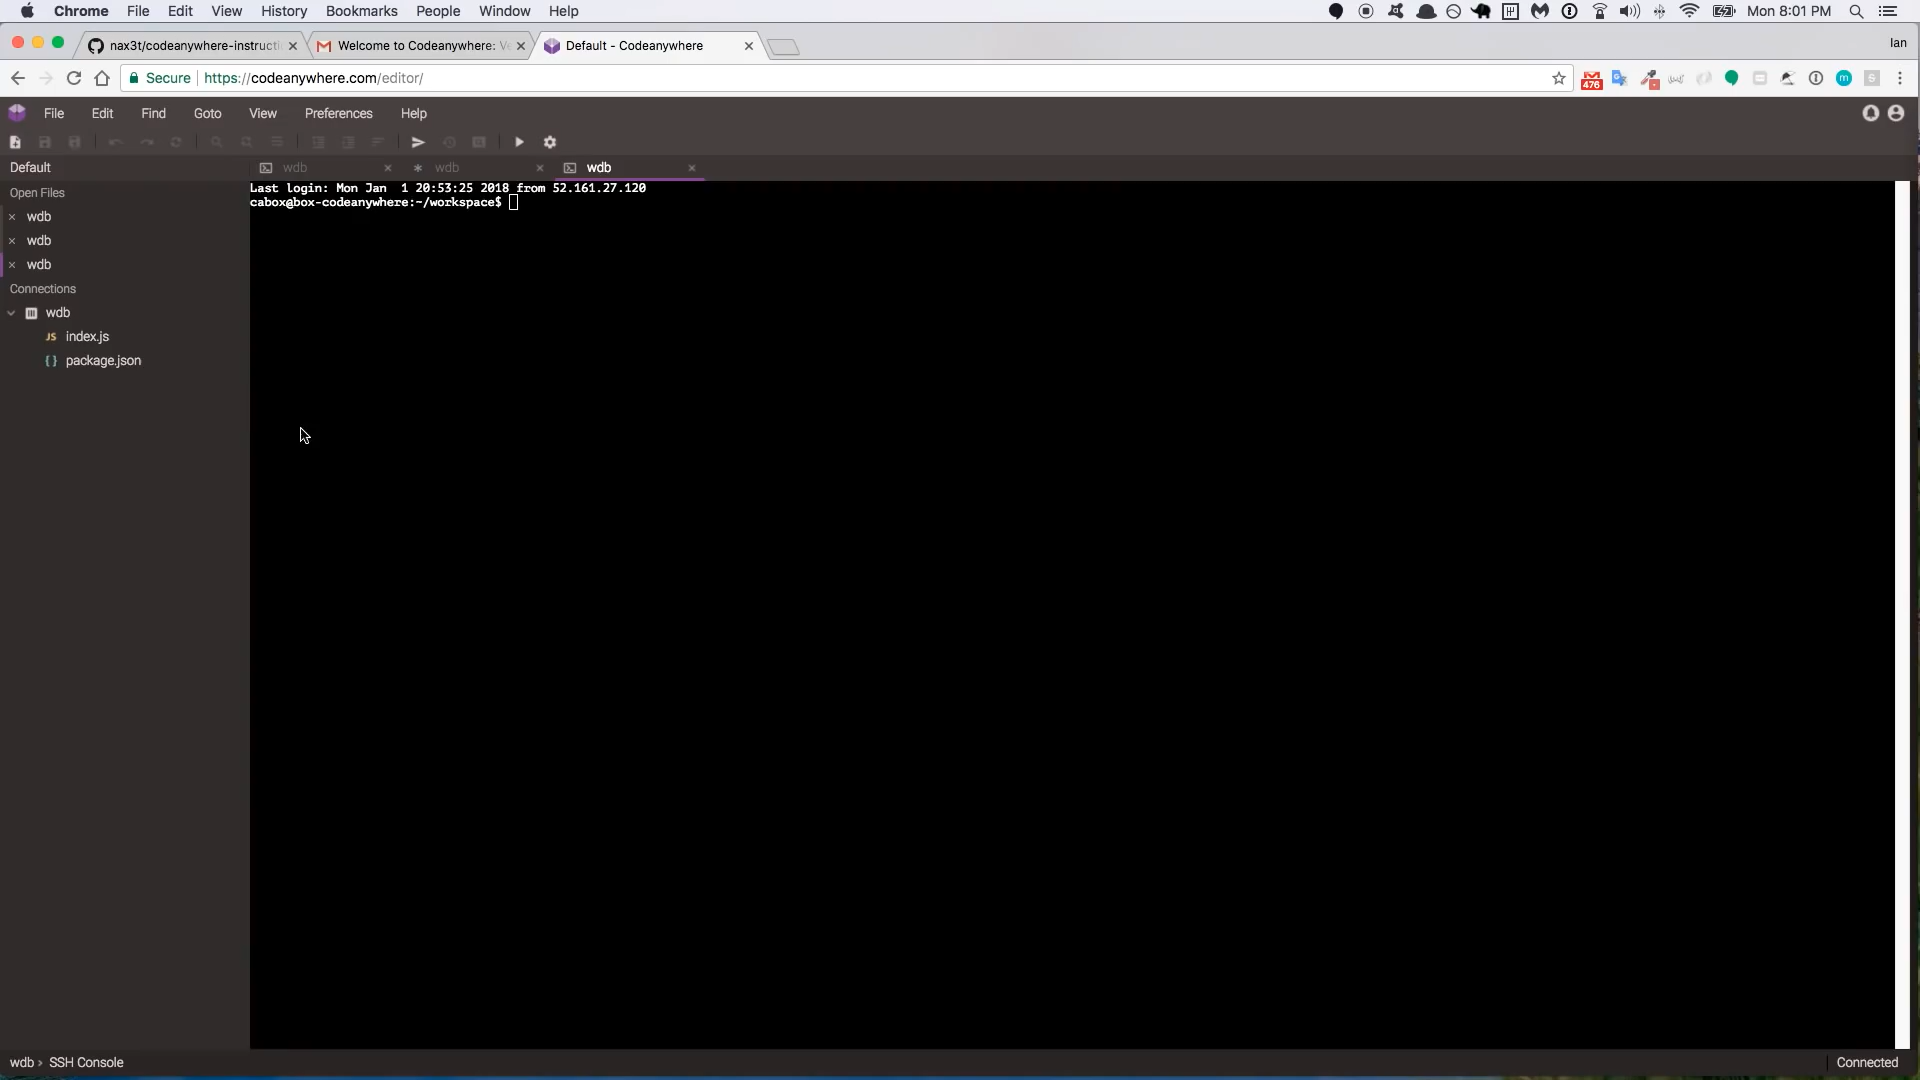 Chrome File Edit View History Bookmarks People Window Help Mon 8:01 PM
nax3t/codeanywhere-instructi Welcome to Codeanywhere: Ve Default - Codeanywhere Ian
Secure https://codeanywhere.com/editor/ 476
File Edit Find Goto View Preferences Help
Default wdb wdb wdb
Open Files
wdb
wdb
wdb
Connections
wdb
JS index.js
{} package.json
Last login: Mon Jan  1 20:53:25 2018 from 52.161.27.120
cabox@box-codeanywhere:~/workspace$
wdb › SSH Console Connected